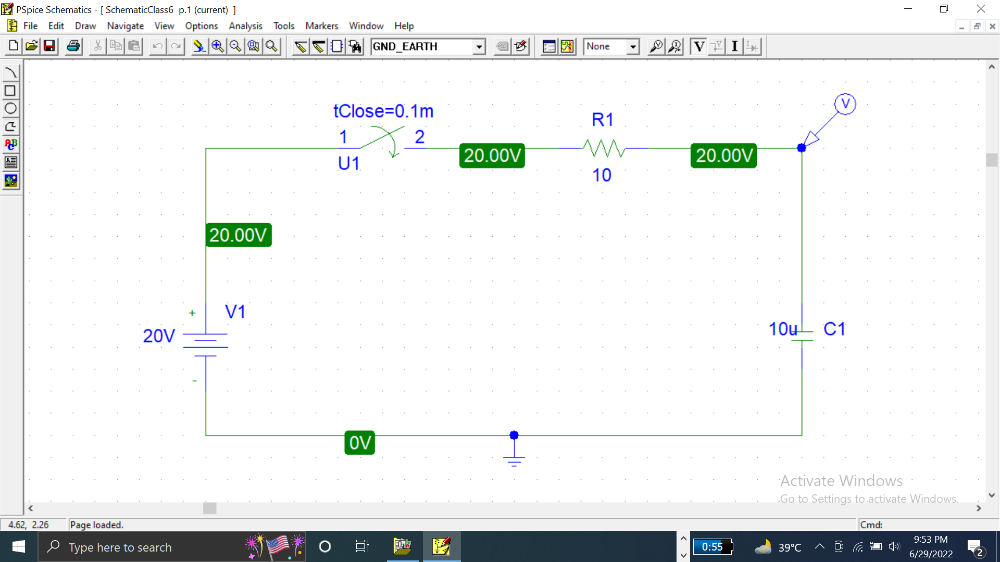 PSpice Schematics - [ SchematicClass6 p.1 (current) ]
File Edit Draw Navigate View Options Analysis Tools Markers Window Help
GND_EARTH
None
V
I
ABC
tClose=0.1m
V
R1
1
2
20.00V
20.00V
U1
10
20.00V
+
V1
20V
10u
C1
-
0V
Activate Windows
Go to Settings to activate Windows.
4.62, 2.26
Page loaded.
Cmd:
Type here to search
0:55
39°C
9:53 PM
6/29/2022
2